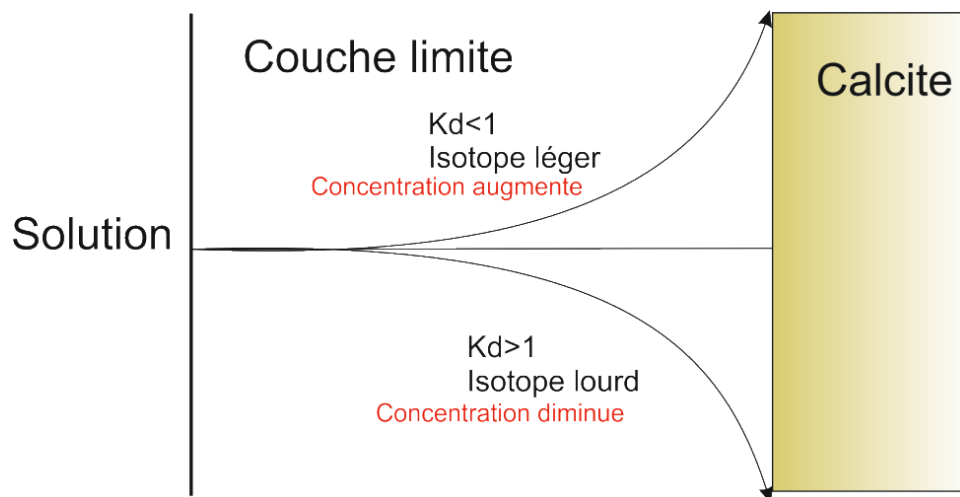 Couche limite
Calcite
Kd<1
Isotope léger
Concentration augmente
Solution
Kd>1
Isotope lourd
Concentration diminue